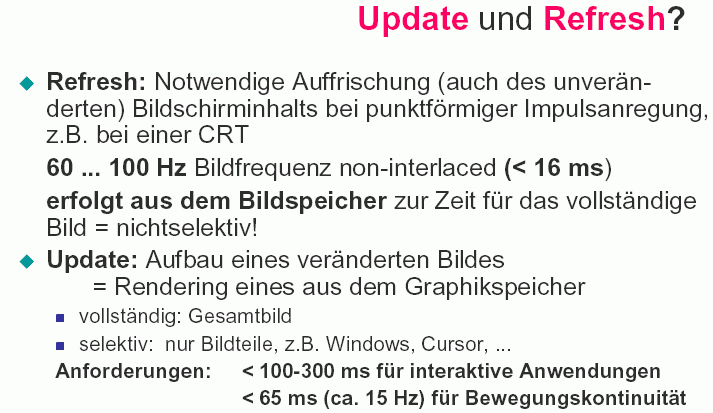 Update und Refresh?
Refresh: Notwendige Auffrischung (auch des unverän-
derten) Bildschirminhalts bei punktförmiger Impulsanregung,
z.B. bei einer CRT
60 ... 100 Hz Bildfrequenz non-interlaced (< 16 ms)
erfolgt aus dem Bildspeicher zur Zeit für das vollständige
Bild = nichtselektiv!
Update: Aufbau eines veränderten Bildes
= Rendering eines aus dem Graphikspeicher
vollständig: Gesamtbild
selektiv: nur Bildteile, z.B. Windows, Cursor, ...
Anforderungen: < 100-300 ms für interaktive Anwendungen
< 65 ms (ca. 15 Hz) für Bewegungskontinuität